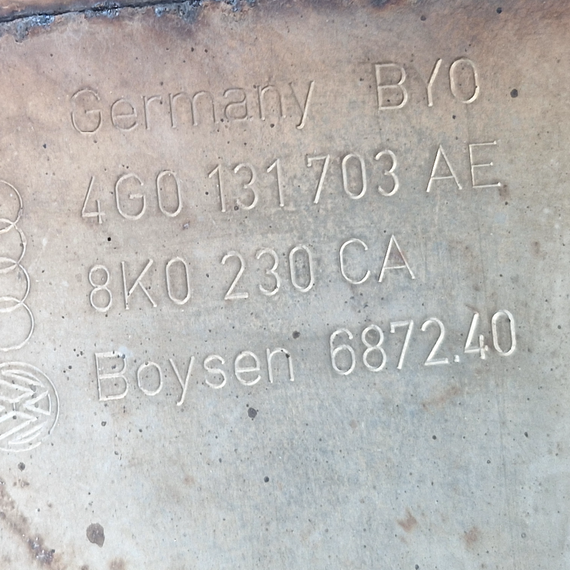 Germany BYO
4G0 131 703 AE
8K0 230 CA
Boysen 6872.40